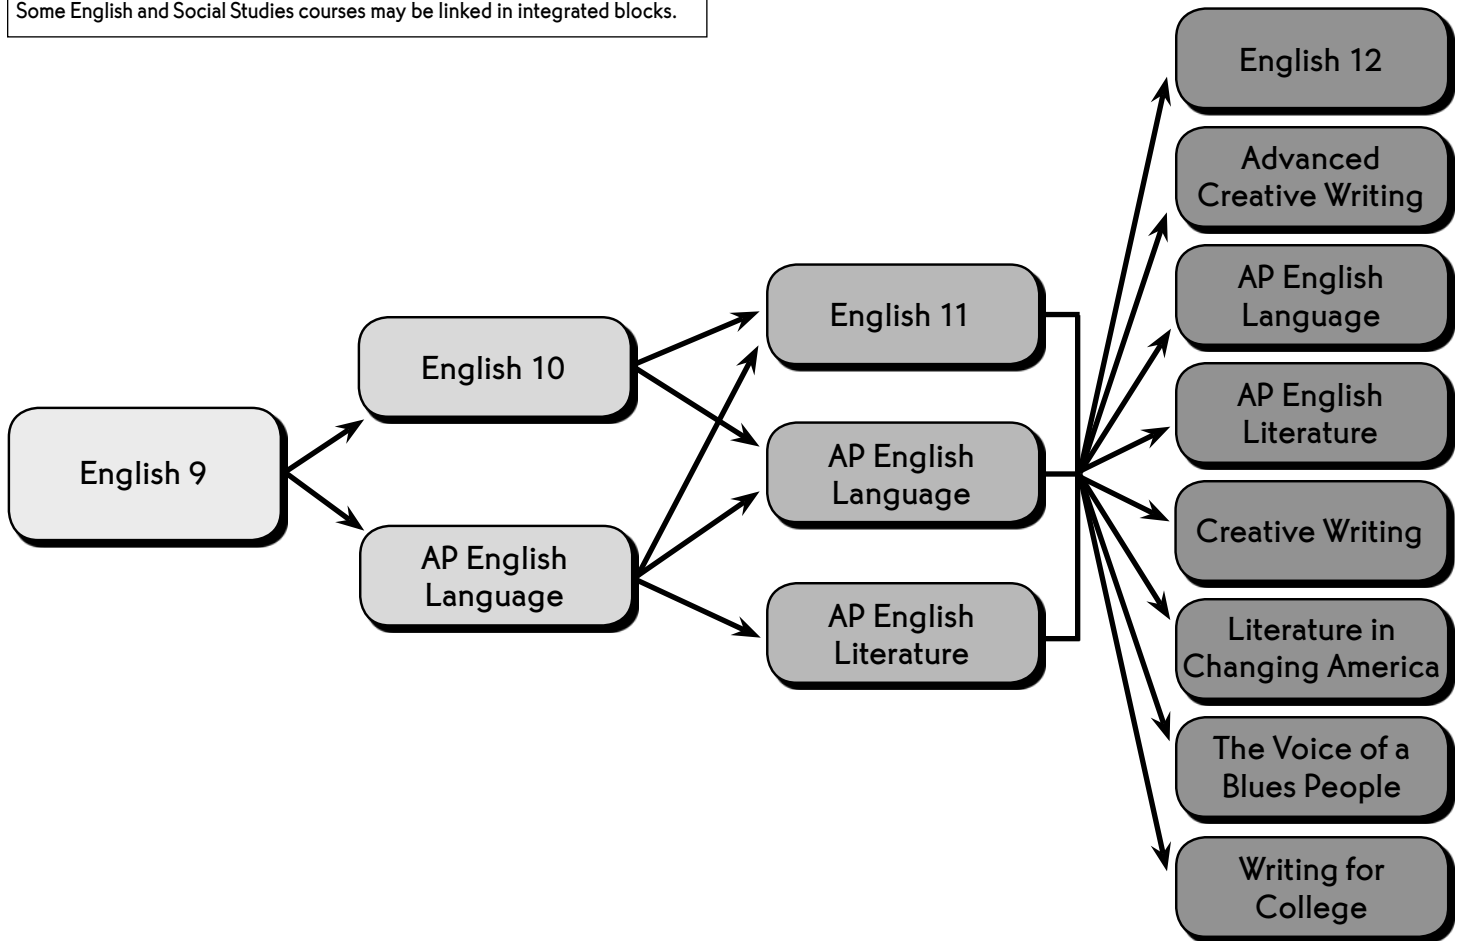 Some English and Social Studies courses may be linked in integrated blocks.
English 9
English 10
AP English
Language
English 11
AP English
Language
AP English
Literature
English 12
Advanced
Creative Writing
AP English
Language
AP English
Literature
Creative Writing
Literature in
Changing America
The Voice of a
Blues People
Writing for
College